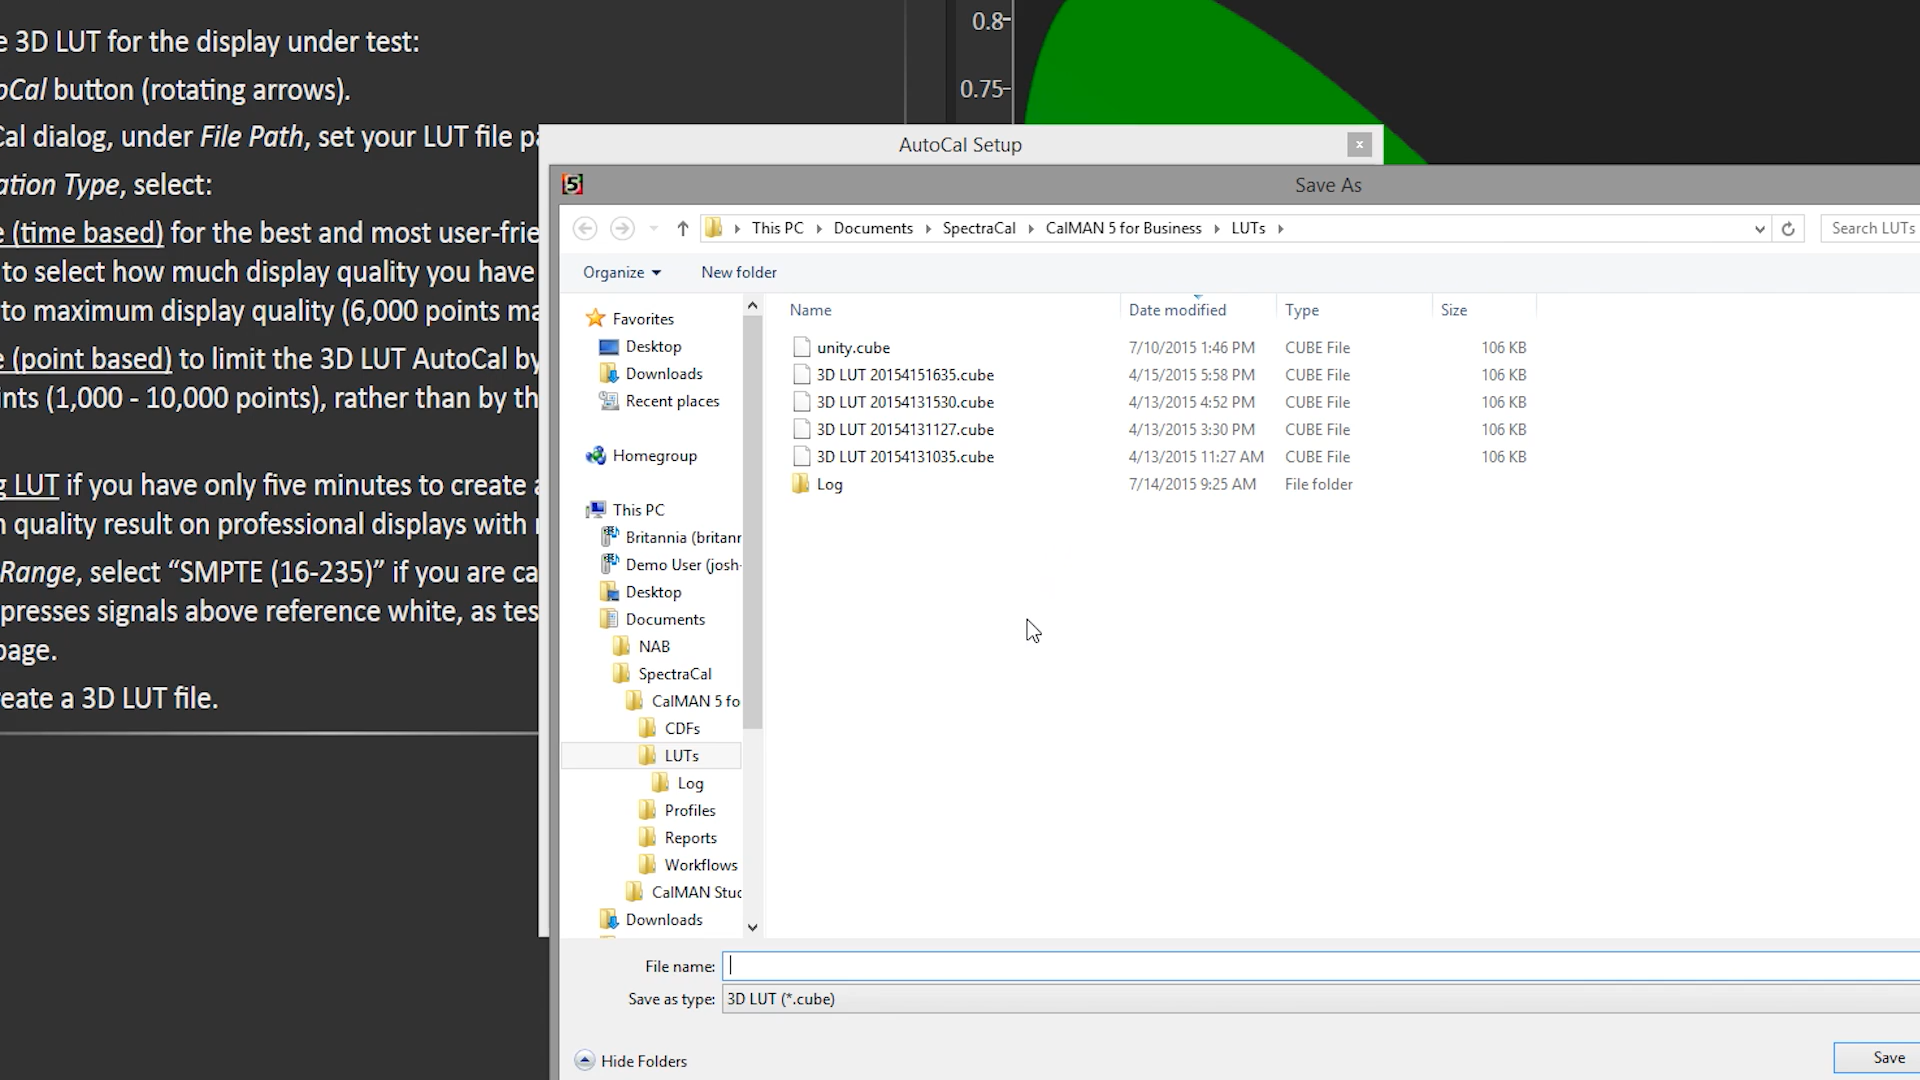 e 3D LUT for the display under test:
oCal button (rotating arrows).
Cal dialog, under File Path, set your LUT file pa
ation Type, select:
e (time based) for the best and most user-frie
to select how much display quality you have
to maximum display quality (6,000 points ma
e (point based) to limit the 3D LUT AutoCal by
ints (1,000 - 10,000 points), rather than by th
g LUT if you have only five minutes to create a
n quality result on professional displays with
Range, select “SMPTE (16-235)” if you are ca
presses signals above reference white, as tes
page.
eate a 3D LUT file.
0.8
0.75
AutoCal Setup
x
5
Save As
This PC
Documents
SpectraCal
CalMAN 5 for Business
LUTs
Search LUTs
Organize
New folder
Favorites
Desktop
Downloads
Recent places
Homegroup
This PC
Britannia (britanr
Demo User (josh-
Desktop
Documents
NAB
SpectraCal
CalMAN 5 fo
CDFs
LUTs
Log
Profiles
Reports
Workflows
CalMAN Stud
Downloads
Name Date modified Type Size
unity.cube 7/10/2015 1:46 PM CUBE File 106 KB
3D LUT 20154151635.cube 4/15/2015 5:58 PM CUBE File 106 KB
3D LUT 20154131530.cube 4/13/2015 4:52 PM CUBE File 106 KB
3D LUT 20154131127.cube 4/13/2015 3:30 PM CUBE File 106 KB
3D LUT 20154131035.cube 4/13/2015 11:27 AM CUBE File 106 KB
Log 7/14/2015 9:25 AM File folder
File name:
Save as type: 3D LUT (*.cube)
Hide Folders
Save